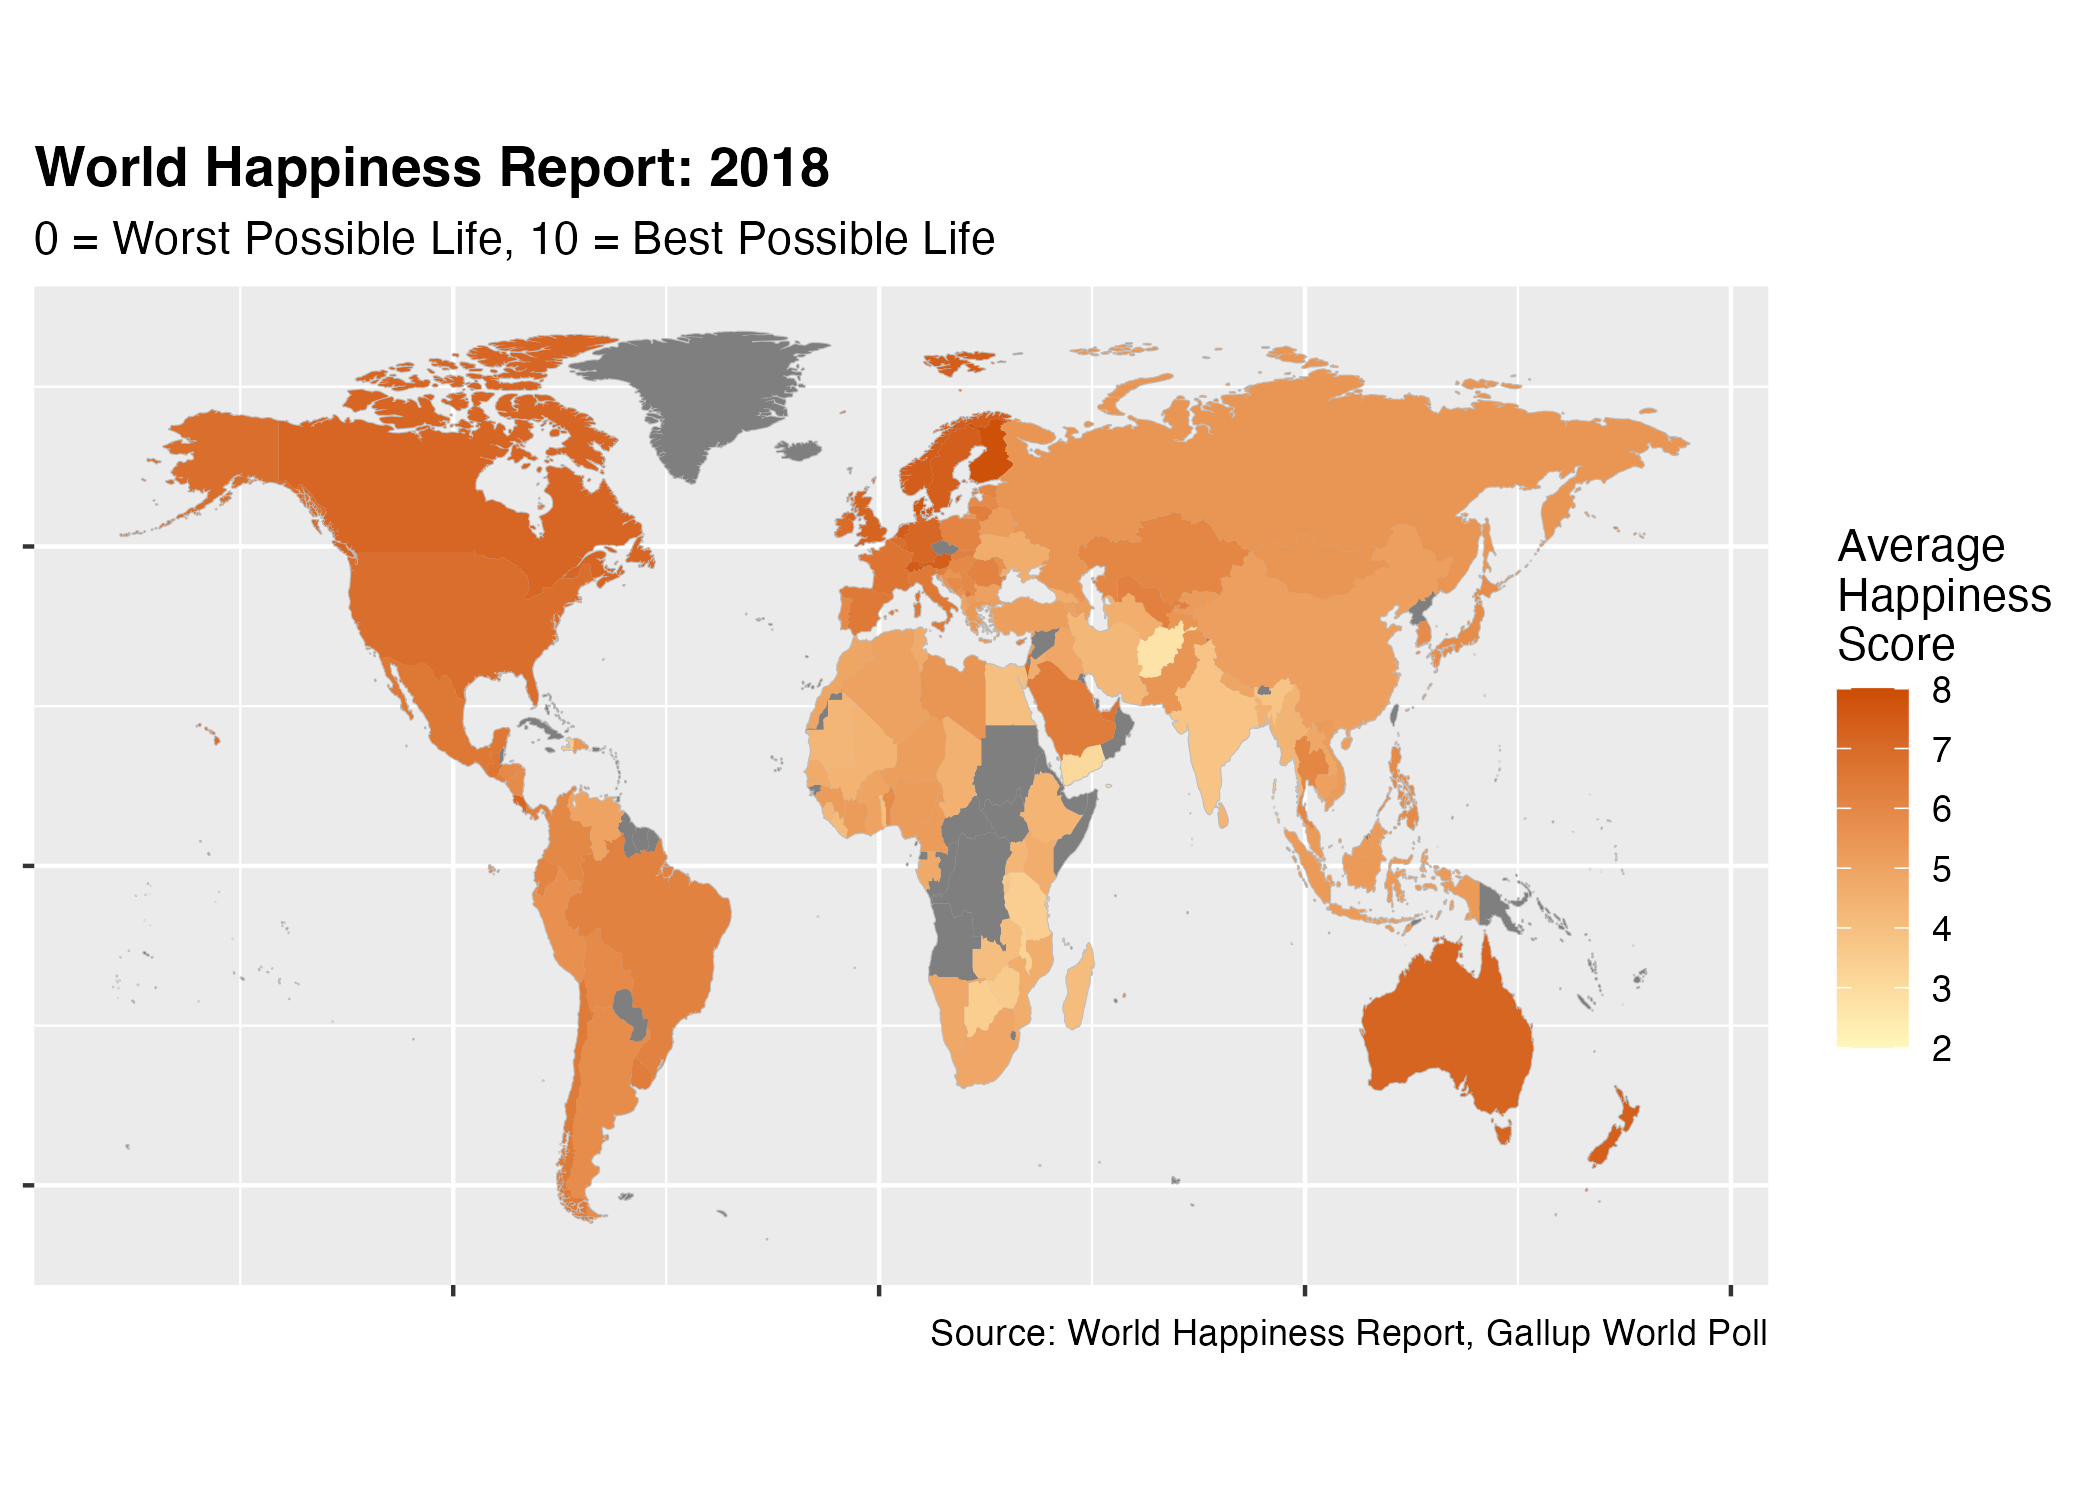 World Happiness Report: 2018
0 = Worst Possible Life, 10 = Best Possible Life
Average
Happiness
Score
8
7
6
5
4
3
2
Source: World Happiness Report, Gallup World Poll